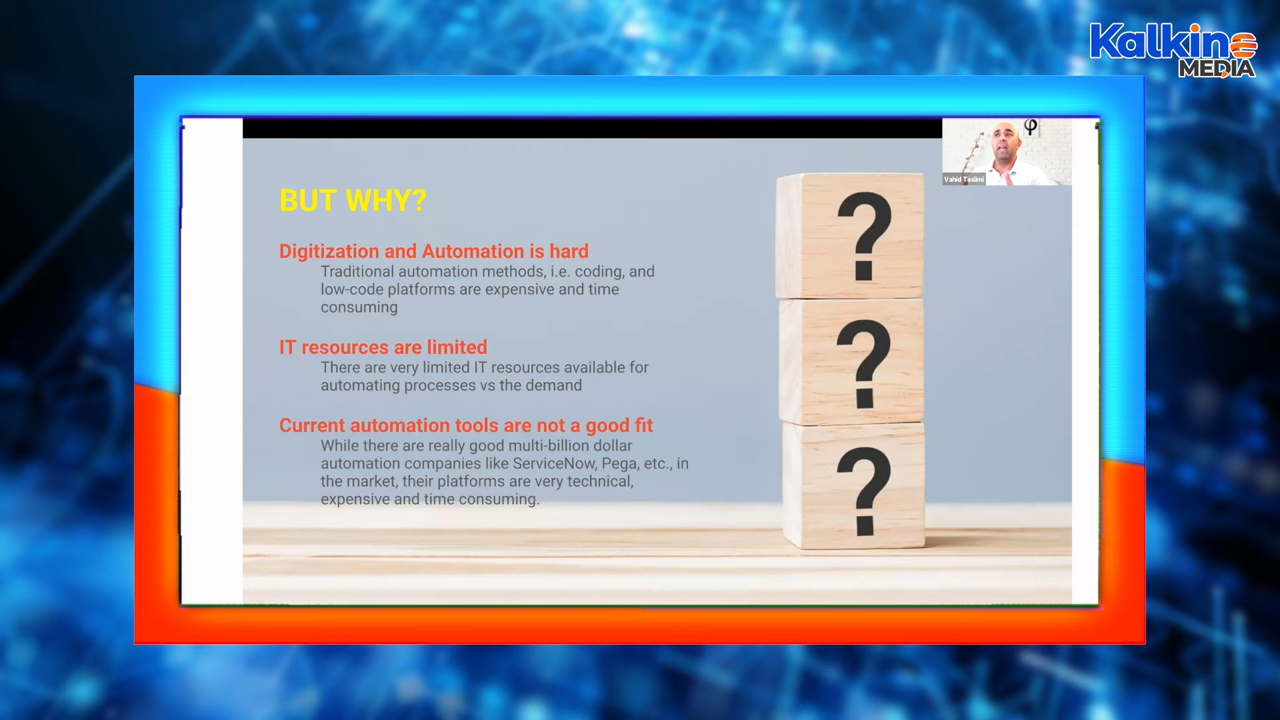 Kalkine
MEDIA
Vahid Taslimi
BUT WHY?
Digitization and Automation is hard
Traditional automation methods, i.e. coding, and
low-code platforms are expensive and time
consuming
IT resources are limited
There are very limited IT resources available for
automating processes vs the demand
Current automation tools are not a good fit
While there are really good multi-billion dollar
automation companies like ServiceNow, Pega, etc., in
the market, their platforms are very technical,
expensive and time consuming.
?
?
?